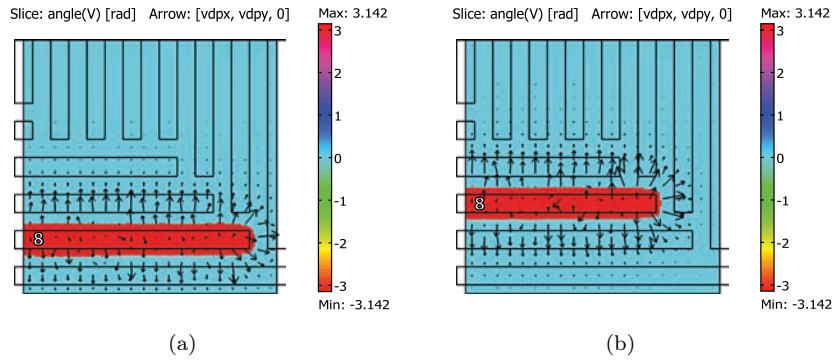 Slice: angle(V) [rad] Arrow: [vdpx, vdpy, 0] Max: 3.142
3
2
1
0
-1
-2
-3
Min: -3.142
8
(a)
Slice: angle(V) [rad] Arrow: [vdpx, vdpy, 0] Max: 3.142
3
2
1
0
-1
-2
-3
Min: -3.142
8
(b)